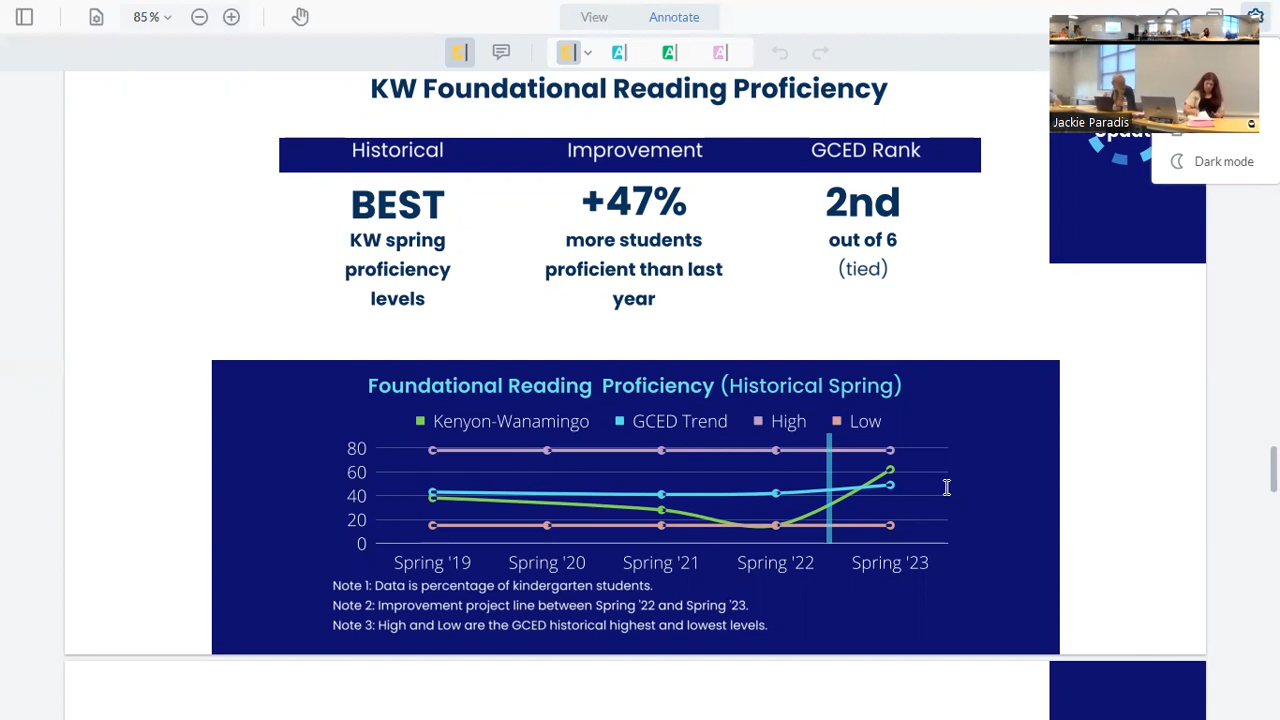 85%
View
Annotate
Jackie Paradis
Updat
Dark mode
KW Foundational Reading Proficiency
Historical Improvement GCED Rank
BEST +47% 2nd
KW spring more students out of 6
proficiency proficient than last (tied)
levels year
Foundational Reading Proficiency (Historical Spring)
Kenyon-Wanamingo GCED Trend High Low
80
60
40
20
0
Spring '19 Spring '20 Spring '21 Spring '22 Spring '23
Note 1: Data is percentage of kindergarten students.
Note 2: Improvement project line between Spring '22 and Spring '23.
Note 3: High and Low are the GCED historical highest and lowest levels.